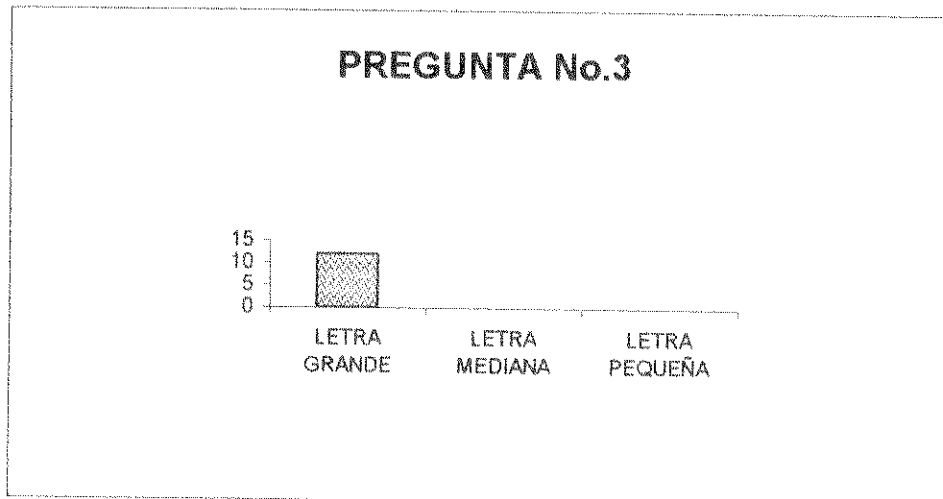 PREGUNTA No.3
15
10
5
0
LETRA GRANDE
LETRA MEDIANA
LETRA PEQUEÑA